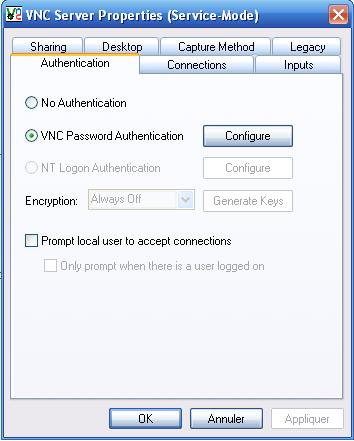 VNC Server Properties (Service-Mode)
Sharing Desktop Capture Method Legacy
Authentication Connections Inputs
No Authentication
VNC Password Authentication Configure
NT Logon Authentication Configure
Encryption: Always Off Generate Keys
Prompt local user to accept connections
Only prompt when there is a user logged on
OK Annuler Appliquer